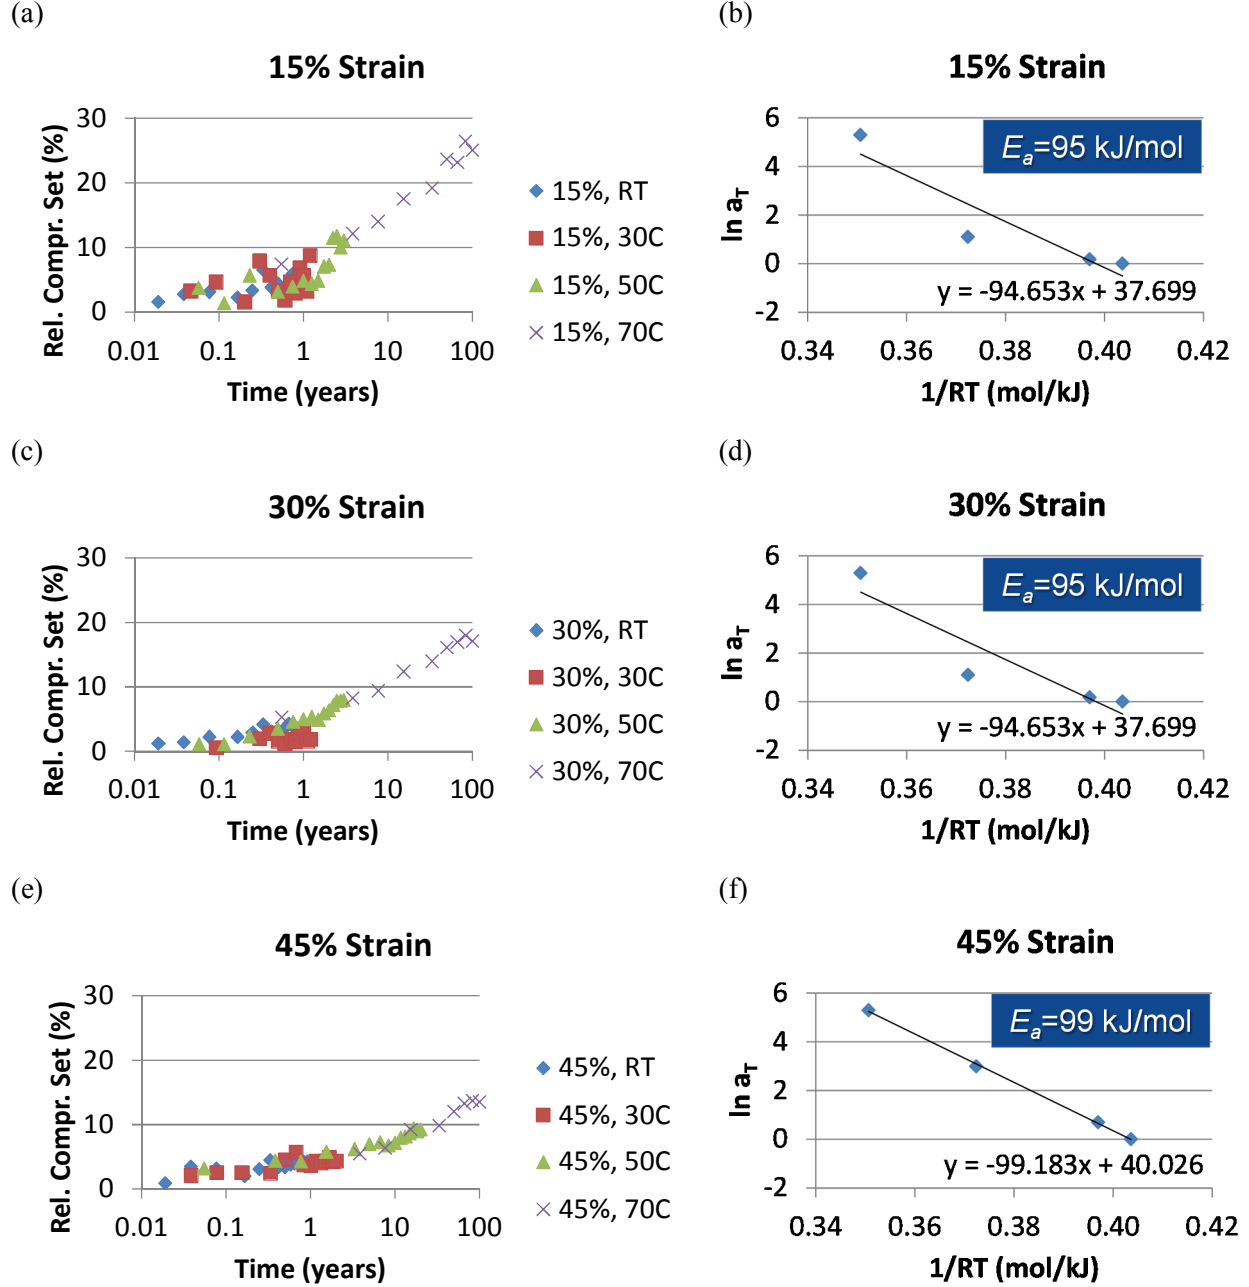 (a)
15% Strain
Rel. Compr. Set (%)
30
20
10
0
0.01 0.1 1 10 100
Time (years)
15%, RT
15%, 30C
15%, 50C
15%, 70C
(b)
15% Strain
ln aT
6
4
2
0
-2
Ea=95 kJ/mol
y = -94.653x + 37.699
0.34 0.36 0.38 0.40 0.42
1/RT (mol/kJ)
(c)
30% Strain
Rel. Compr. Set (%)
30
20
10
0
0.01 0.1 1 10 100
Time (years)
30%, RT
30%, 30C
30%, 50C
30%, 70C
(d)
30% Strain
ln aT
6
4
2
0
-2
Ea=95 kJ/mol
y = -94.653x + 37.699
0.34 0.36 0.38 0.40 0.42
1/RT (mol/kJ)
(e)
45% Strain
Rel. Compr. Set (%)
30
20
10
0
0.01 0.1 1 10 100
Time (years)
45%, RT
45%, 30C
45%, 50C
45%, 70C
(f)
45% Strain
ln aT
6
4
2
0
-2
Ea=99 kJ/mol
y = -99.183x + 40.026
0.34 0.36 0.38 0.40 0.42
1/RT (mol/kJ)